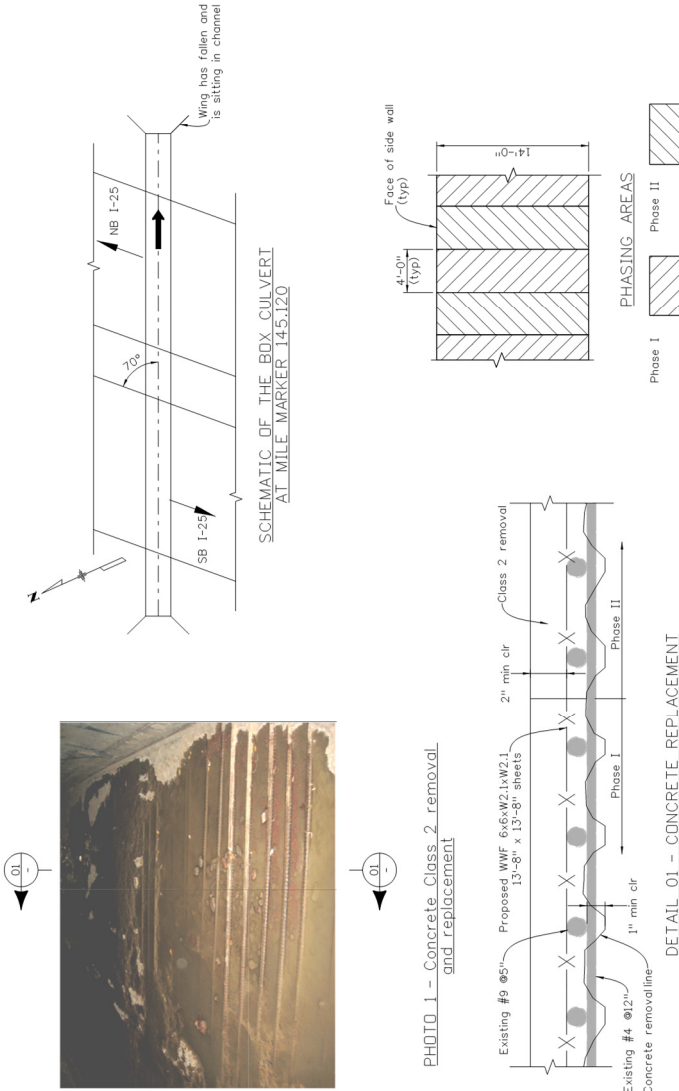 01
-
01
-
PHOTO 1 - Concrete Class 2 removal
and replacement
N
NB I-25
70°
SB I-25
Wing has fallen and
is sitting in channel
SCHEMATIC OF THE BOX CULVERT
AT MILE MARKER 145.120
Existing #9 @5"
Proposed WWF 6x6xW2.1xW2.1
13'-8" x 13'-8" sheets
2" min clr
Class 2 removal
Existing #4 @12"
Concrete removal line
1" min clr
Phase I
Phase II
DETAIL 01 - CONCRETE REPLACEMENT
4'-0"
(typ)
Face of side wall
(typ)
14'-0"
PHASING AREAS
Phase I
Phase II